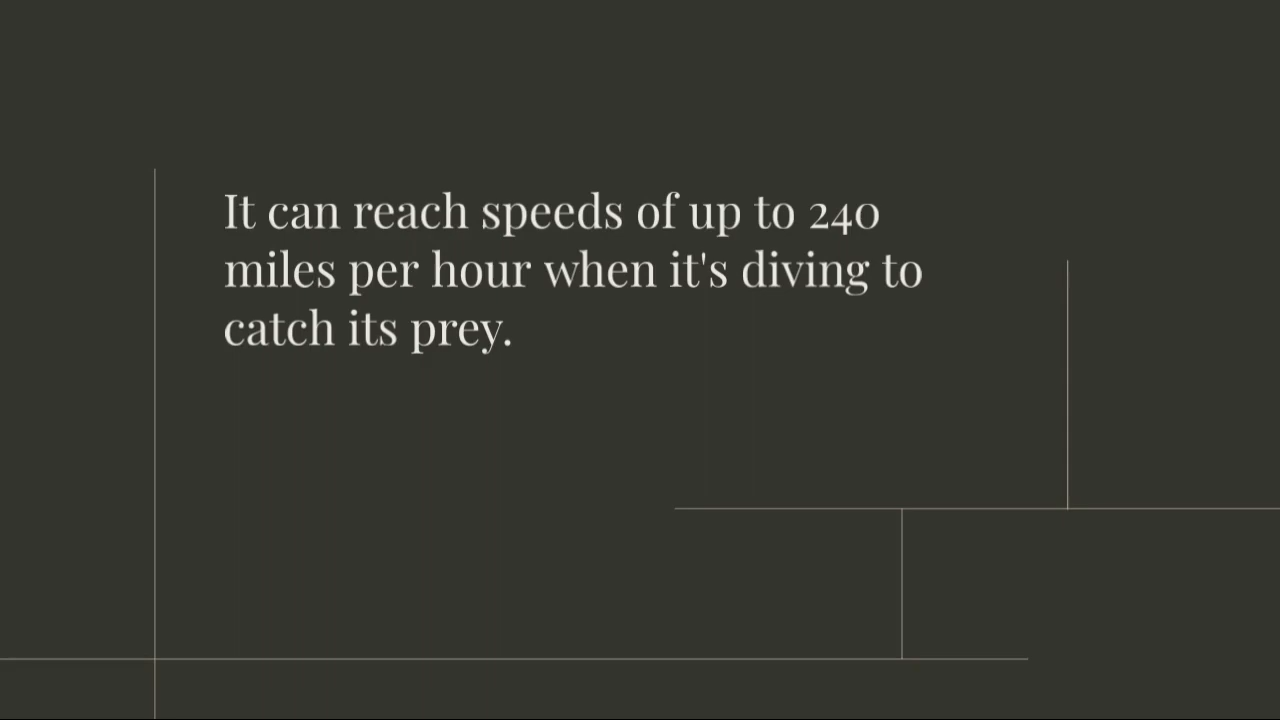 It can reach speeds of up to 240
miles per hour when it's diving to
catch its prey.